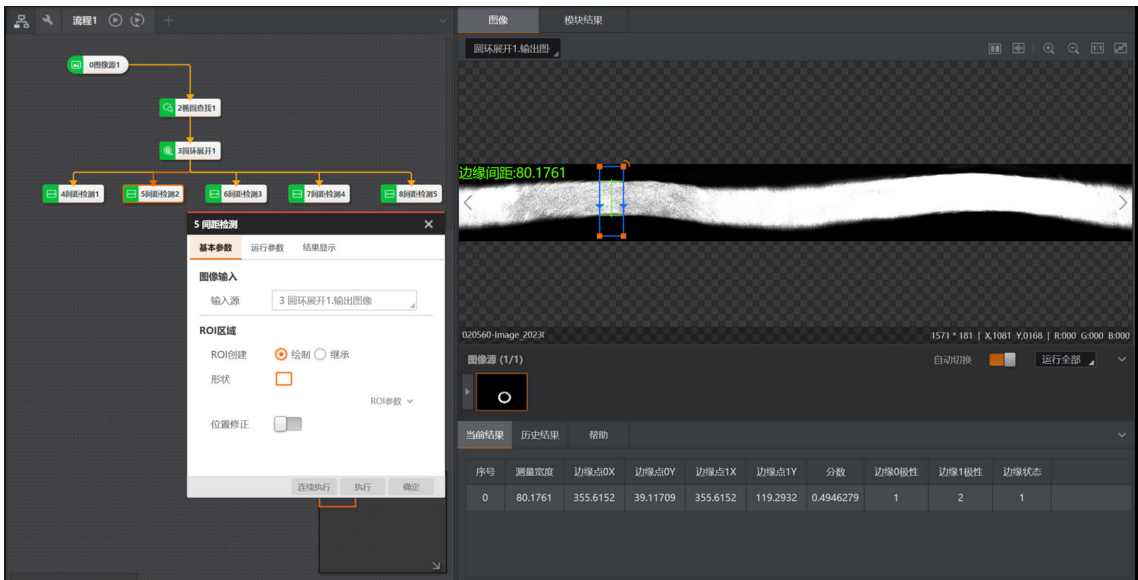 流程1
0图像源1
2椭圆查找1
3圆环展开1
4间距检测1
5间距检测2
6间距检测3
7间距检测4
8间距检测5
5 间距检测
基本参数 运行参数 结果显示
图像输入
输入源 3 圆环展开1.输出图像
ROI区域
ROI创建 绘制 继承
形状
ROI参数
位置修正
连续执行 执行 确定
图像 模块结果
圆环展开1.输出图
1:1
边缘间距:80.1761
1571 * 181 | X,1081 Y,0168 | R:000 G:000 B:000
图像源 (1/1) 自动切换 运行全部
当前结果 历史结果 帮助
序号 测量宽度 边缘点0X 边缘点0Y 边缘点1X 边缘点1Y 分数 边缘0极性 边缘1极性 边缘状态
0 80.1761 355.6152 39.11709 355.6152 119.2932 0.4946279 1 2 1